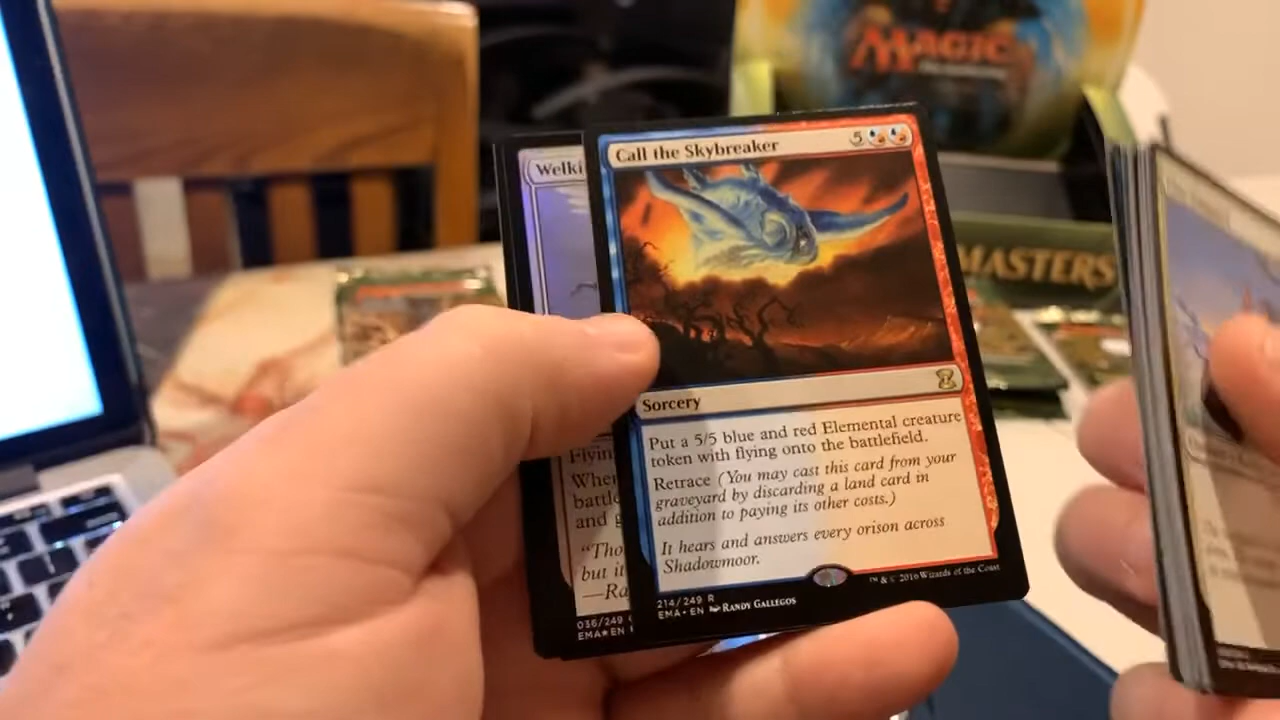 MAGIC
MASTERS
Welki
Call the Skybreaker
5
Sorcery
Put a 5/5 blue and red Elemental creature
token with flying onto the battlefield.
Retrace (You may cast this card from your
graveyard by discarding a land card in
addition to paying its other costs.)
It hears and answers every orison across
Shadowmoor.
™ & © 2016 Wizards of the Coast
214/249 R
EMA • EN RANDY GALLEGOS
Flyin
When
battle
and g
“Tho
but it
—Ra
036/249
EMA★EN